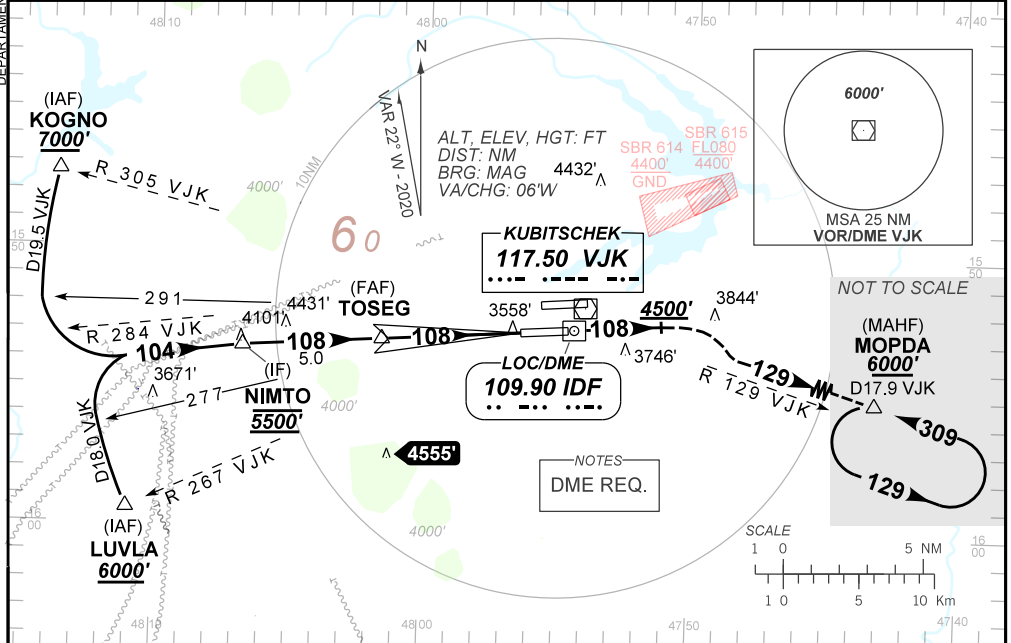 DEPARTAMEN
48 10
48 00
47 50
47 40
(IAF)
KOGNO
7000'
R 305 VJK
D19.5 VJK
4000'
10NM
N
VAR 22° W - 2020
ALT, ELEV, HGT: FT
DIST: NM
BRG: MAG
VA/CHG: 06'W
4432'
SBR 614
4400'
GND
SBR 615
FL080
4400'
6000'
MSA 25 NM
VOR/DME VJK
60
15
50
15
50
KUBITSCHEK
117.50 VJK
291
R 284 VJK
104
4431'
4101'
108
5.0
(IF)
NIMTO
5500'
(FAF)
TOSEG
108
3558'
108
4500'
3844'
3746'
LOC/DME
109.90 IDF
NOT TO SCALE
(MAHF)
MOPDA
6000'
D17.9 VJK
129
R 129 VJK
309
129
3671'
277
D18.0 VJK
R 267 VJK
4000'
4555'
4000'
NOTES
DME REQ.
16
00
(IAF)
LUVLA
6000'
SCALE
1 0 5 NM
1 0 5 10 Km
16
00
48 10
48 00
47 50
47 40